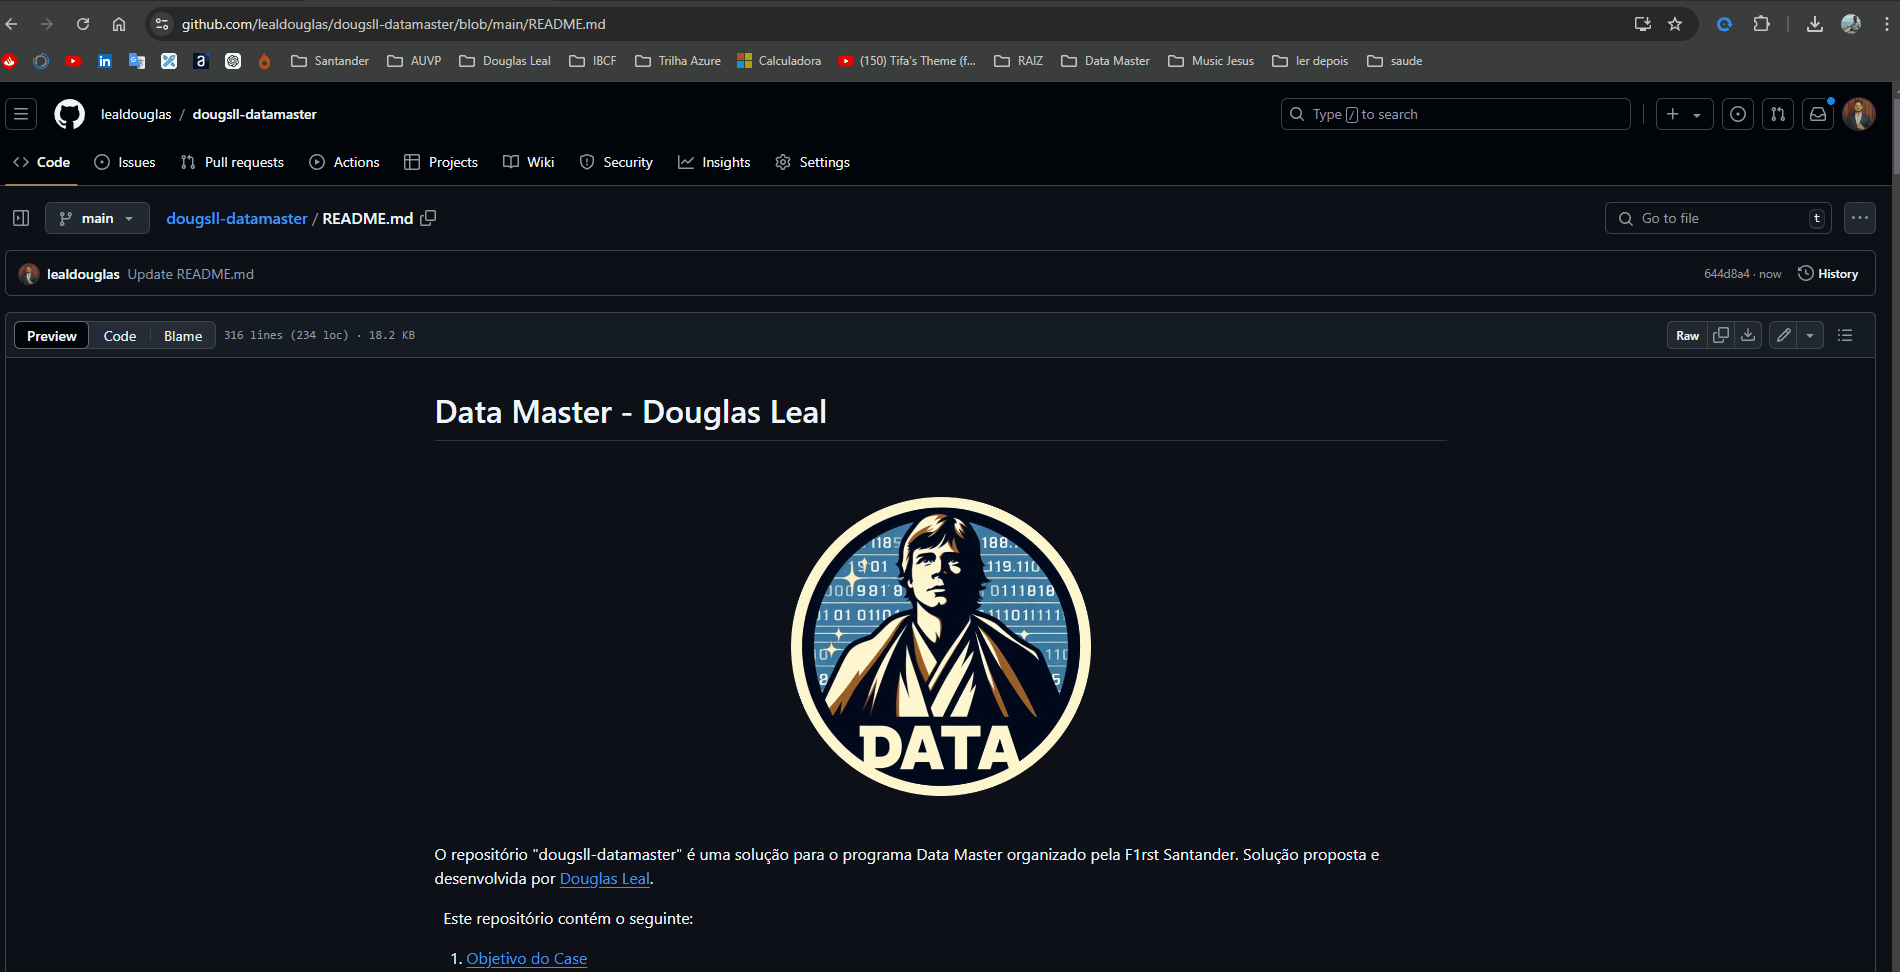 github.com/lealdouglas/dougsll-datamaster/blob/main/README.md
Santander AUVP Douglas Leal IBCF Trilha Azure Calculadora (150) Tifa's Theme (f... RAIZ Data Master Music Jesus ler depois saude
lealdouglas / dougsll-datamaster
Type / to search
Code Issues Pull requests Actions Projects Wiki Security Insights Settings
main dougsll-datamaster / README.md
Go to file t
lealdouglas Update README.md 644d8a4 · now History
Preview Code Blame 316 lines (234 loc) · 18.2 KB Raw
Data Master - Douglas Leal
DATA
O repositório "dougsll-datamaster" é uma solução para o programa Data Master organizado pela F1rst Santander. Solução proposta e
desenvolvida por Douglas Leal.
Este repositório contém o seguinte:
1. Objetivo do Case